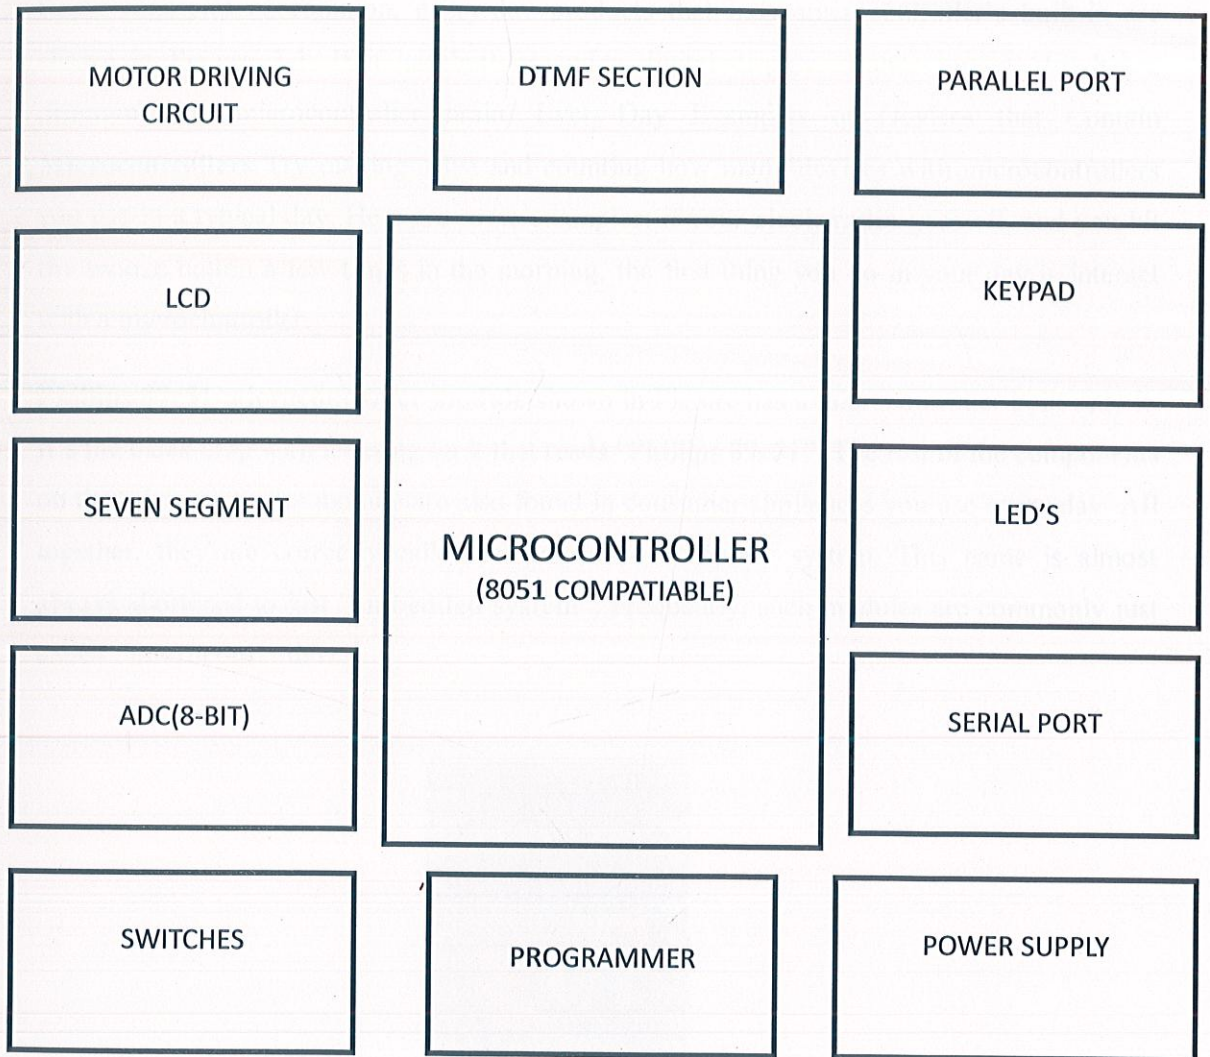 MOTOR DRIVING
CIRCUIT
DTMF SECTION
PARALLEL PORT
LCD
KEYPAD
SEVEN SEGMENT
MICROCONTROLLER
(8051 COMPATIABLE)
LED'S
ADC(8-BIT)
SERIAL PORT
SWITCHES
PROGRAMMER
POWER SUPPLY